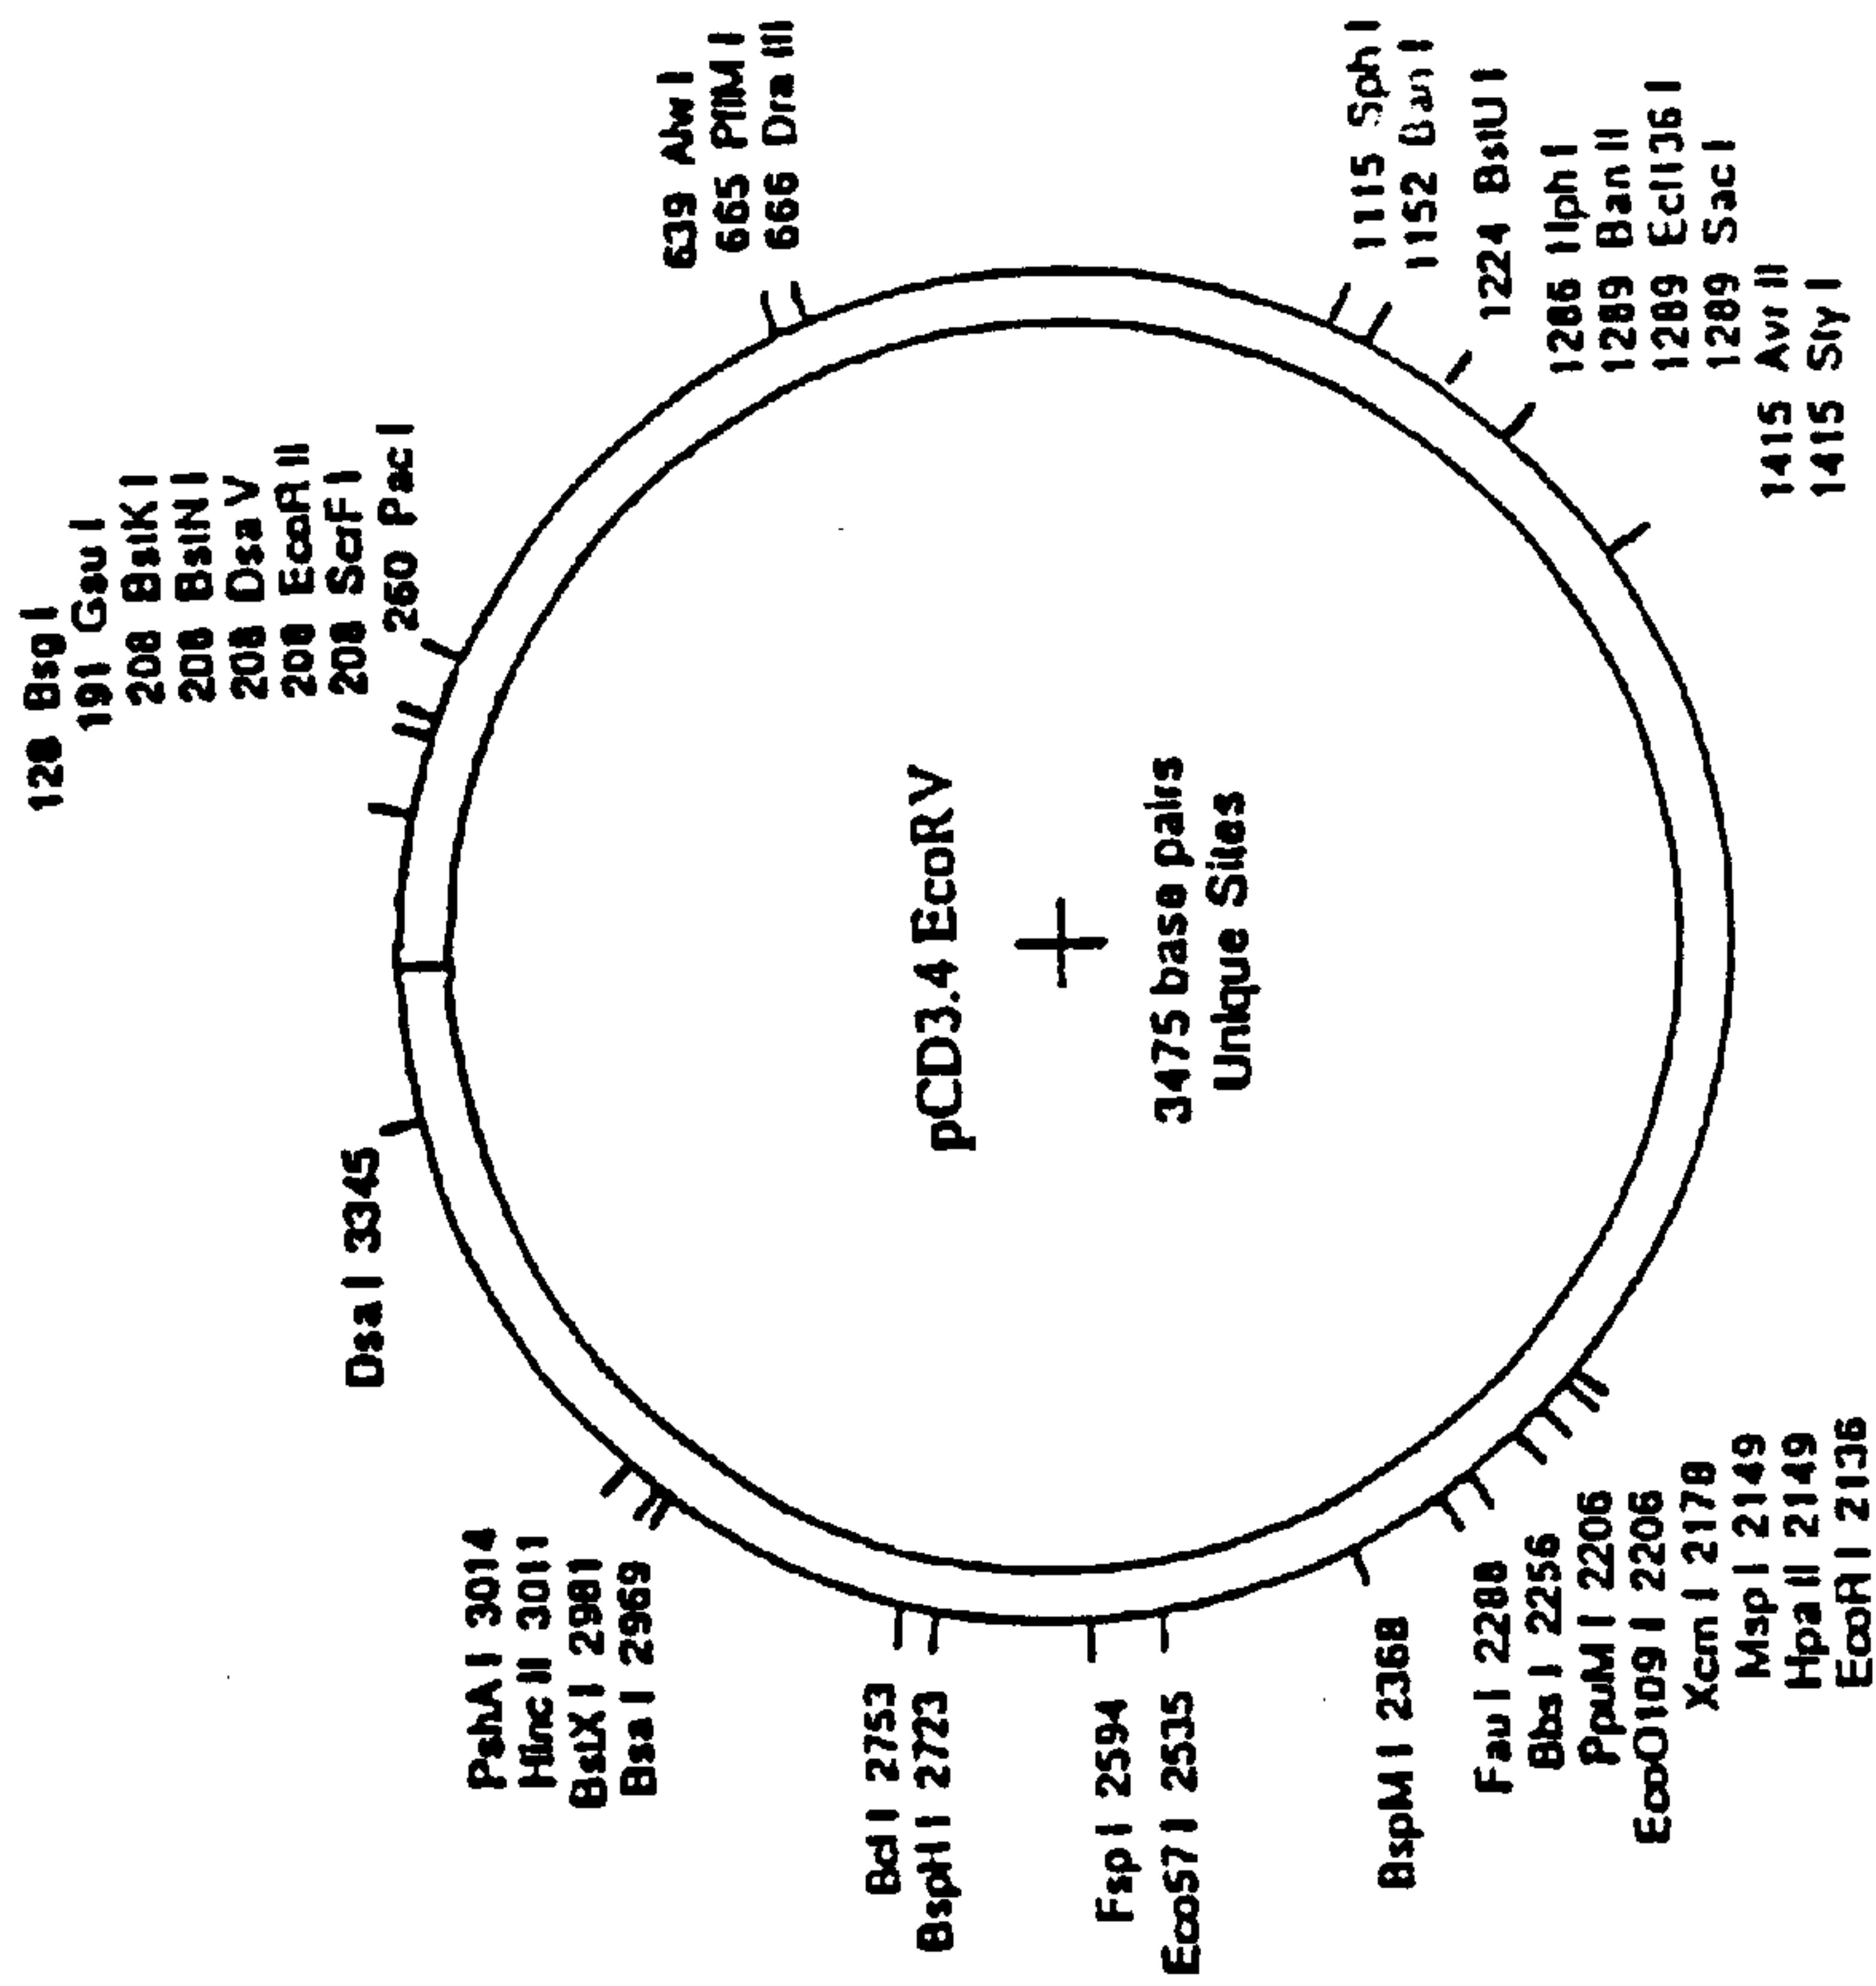 128 Bsg I
191 Gsu I
208 BstK I
208 BstN I
208 Dsa V
208 EcoR II
208 ScrF I
260 Pac I
639 Alw I
665 PflM I
666 Dra III
1115 Sph I
1152
1224 BstU I
1286 Hph I
1289 Ban II
1289 Ecl136 I
1289 Sac I
1415 Avr II
1415 Sty I
Dsa I 3345
PshA I 3014
Hinc II 3011
BstX I 2981
Bsa I 2969
Bcl I 2753
BspH I 2723
Fsp I 2594
Eco57 I 2535
BspM I 2368
Fau I 2288
Bbs I 2256
PpuM I 2206
EcoO109 I 2206
Xcm I 2178
Msp I 2149
Hpa II 2149
EcoR I 2136
pCD3.4 EcoRV
3475 base pairs
Unique Sites